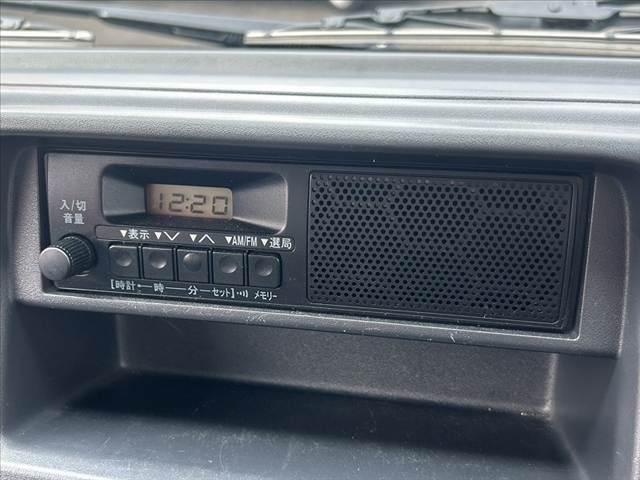 12:20
入/切
音量
▼表示 ▼＼／ ▼／＼ ▼AM/FM ▼選局
[時計 ― 時 ― 分 ― セット]･))) メモリー